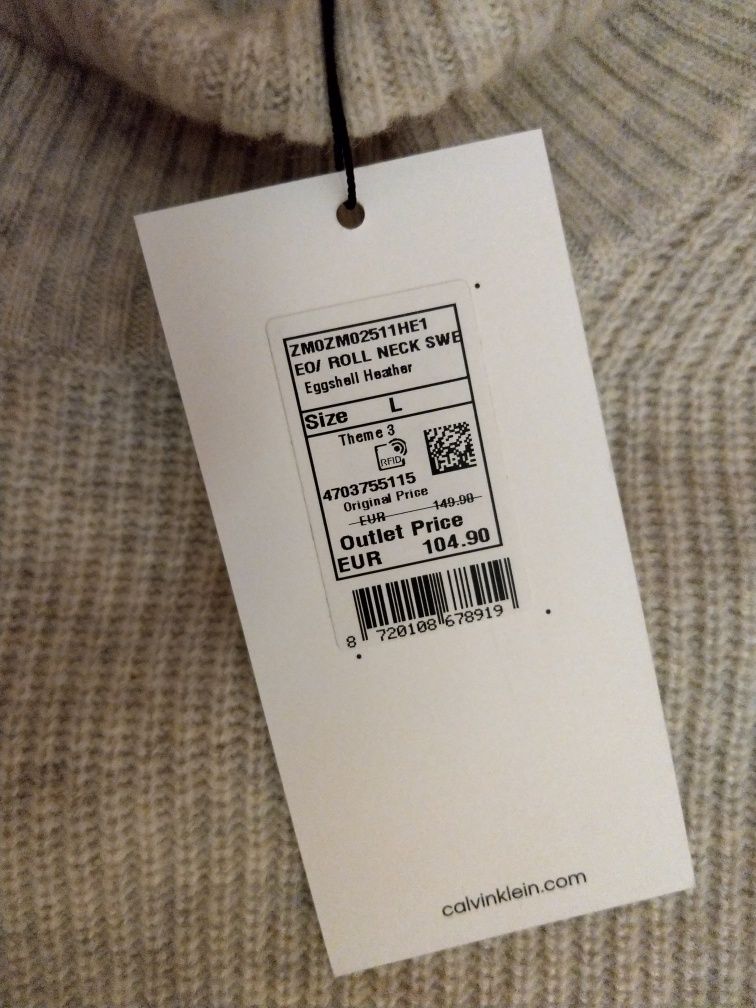 ZM0ZM02511HE1
EO/ ROLL NECK SWE
Eggshell Heather
Size L
Theme 3
RFID
4703755115
Original Price
EUR 149.90
Outlet Price
EUR 104.90
8 720108 678919
calvinklein.com